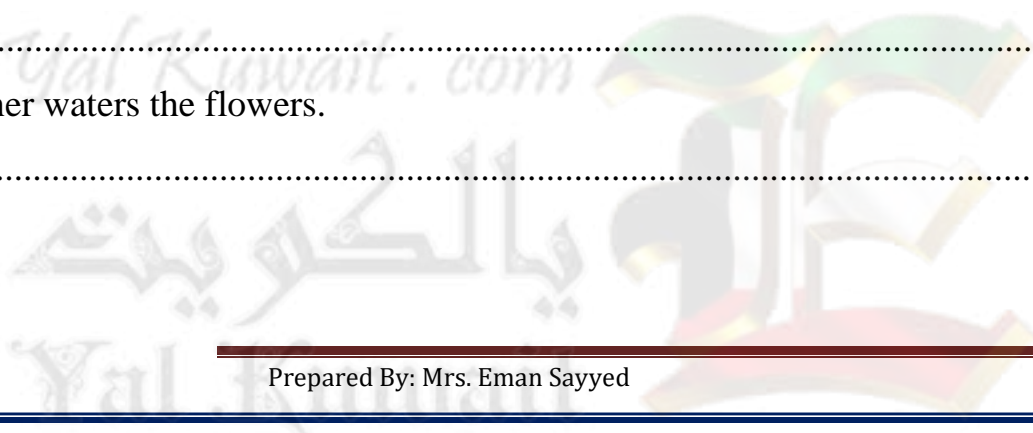 ..........................................................................................
Yal Kuwait . com
ner waters the flowers.
..........................................................................................
يالكويت
Yal Kuwait
Prepared By: Mrs. Eman Sayyed